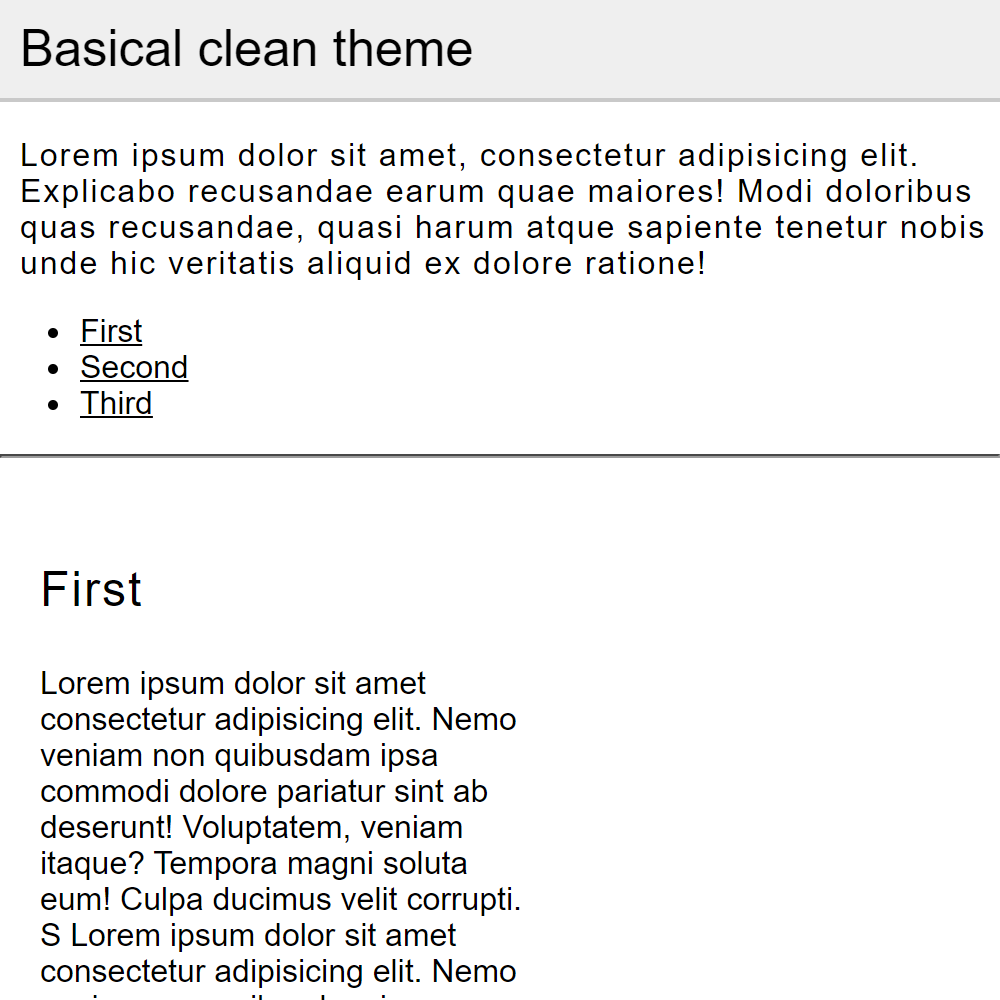 Basical clean theme
Lorem ipsum dolor sit amet, consectetur adipisicing elit.
Explicabo recusandae earum quae maiores! Modi doloribus
quas recusandae, quasi harum atque sapiente tenetur nobis
unde hic veritatis aliquid ex dolore ratione!
First
Second
Third
First
Lorem ipsum dolor sit amet
consectetur adipisicing elit. Nemo
veniam non quibusdam ipsa
commodi dolore pariatur sint ab
deserunt! Voluptatem, veniam
itaque? Tempora magni soluta
eum! Culpa ducimus velit corrupti.
S Lorem ipsum dolor sit amet
consectetur adipisicing elit. Nemo